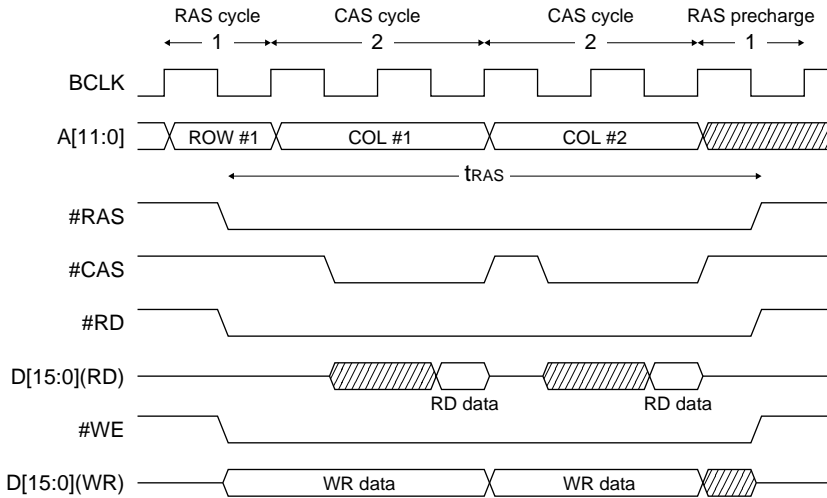 RAS cycle CAS cycle CAS cycle RAS precharge
1 2 2 1
BCLK
A[11:0] ROW #1 COL #1 COL #2
tRAS
#RAS
#CAS
#RD
D[15:0](RD)
RD data RD data
#WE
D[15:0](WR) WR data WR data